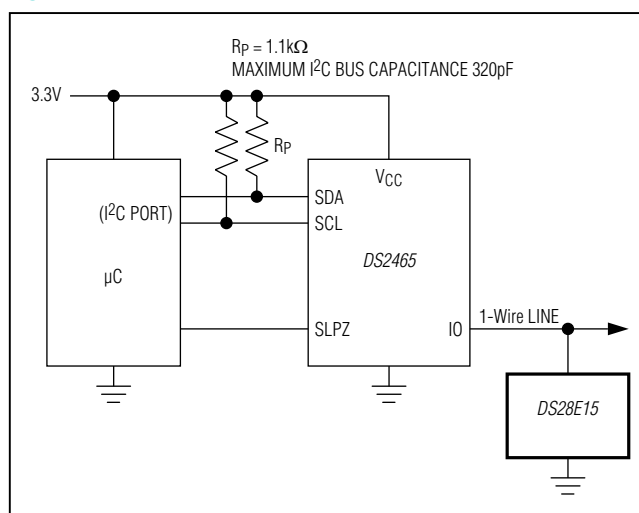 RP = 1.1kΩ
MAXIMUM I²C BUS CAPACITANCE 320pF
3.3V
RP
VCC
(I²C PORT)
SDA
SCL
µC
DS2465
SLPZ
IO
1-Wire LINE
DS28E15